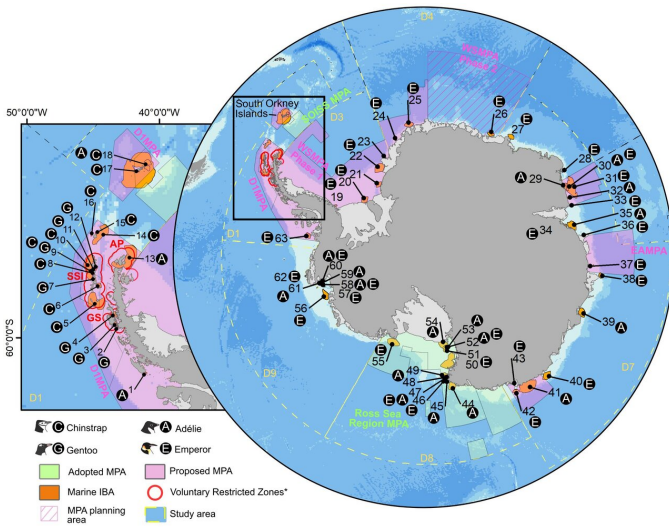 D4
WSMPA
Phase 2
E
E
E
25
26
27
SOISS MPA
D3
E
24
South Orkney
Islands
E
23
28
E
50°0'0"W
40°0'0"W
E
22
30
E
D1MPA
WSMPA
Phase 1
A
29
31
A
E
A
C
18
E
21
32
A
E
C
17
20
33
E
D1MPA
E
19
35
A
E
C
16
E
34
36
E
G
12
15
C
D1
G
11
14
C
E
63
C
G
10
AP
EAMPA
C
G
9
13
A
A
E
37
E
C
8
60
SSI
E
62
59
A
38
E
G
7
61
58
A
E
C
6
A
57
E
56
54
53
A
39
A
C
5
GS
E
A
52
A
E
G
4
51
E
43
60°0'0"W
G
3
E
55
50
E
40
E
G
2
49
41
A
D1MPA
D9
48
44
A
42
E
47
46
45
D7
D1
A
1
Ross Sea
Region MPA
E
A
E
A
D8
C Chinstrap
A Adélie
G Gentoo
E Emperor
Adopted MPA
Proposed MPA
Marine IBA
Voluntary Restricted Zones*
MPA planning
area
Study area